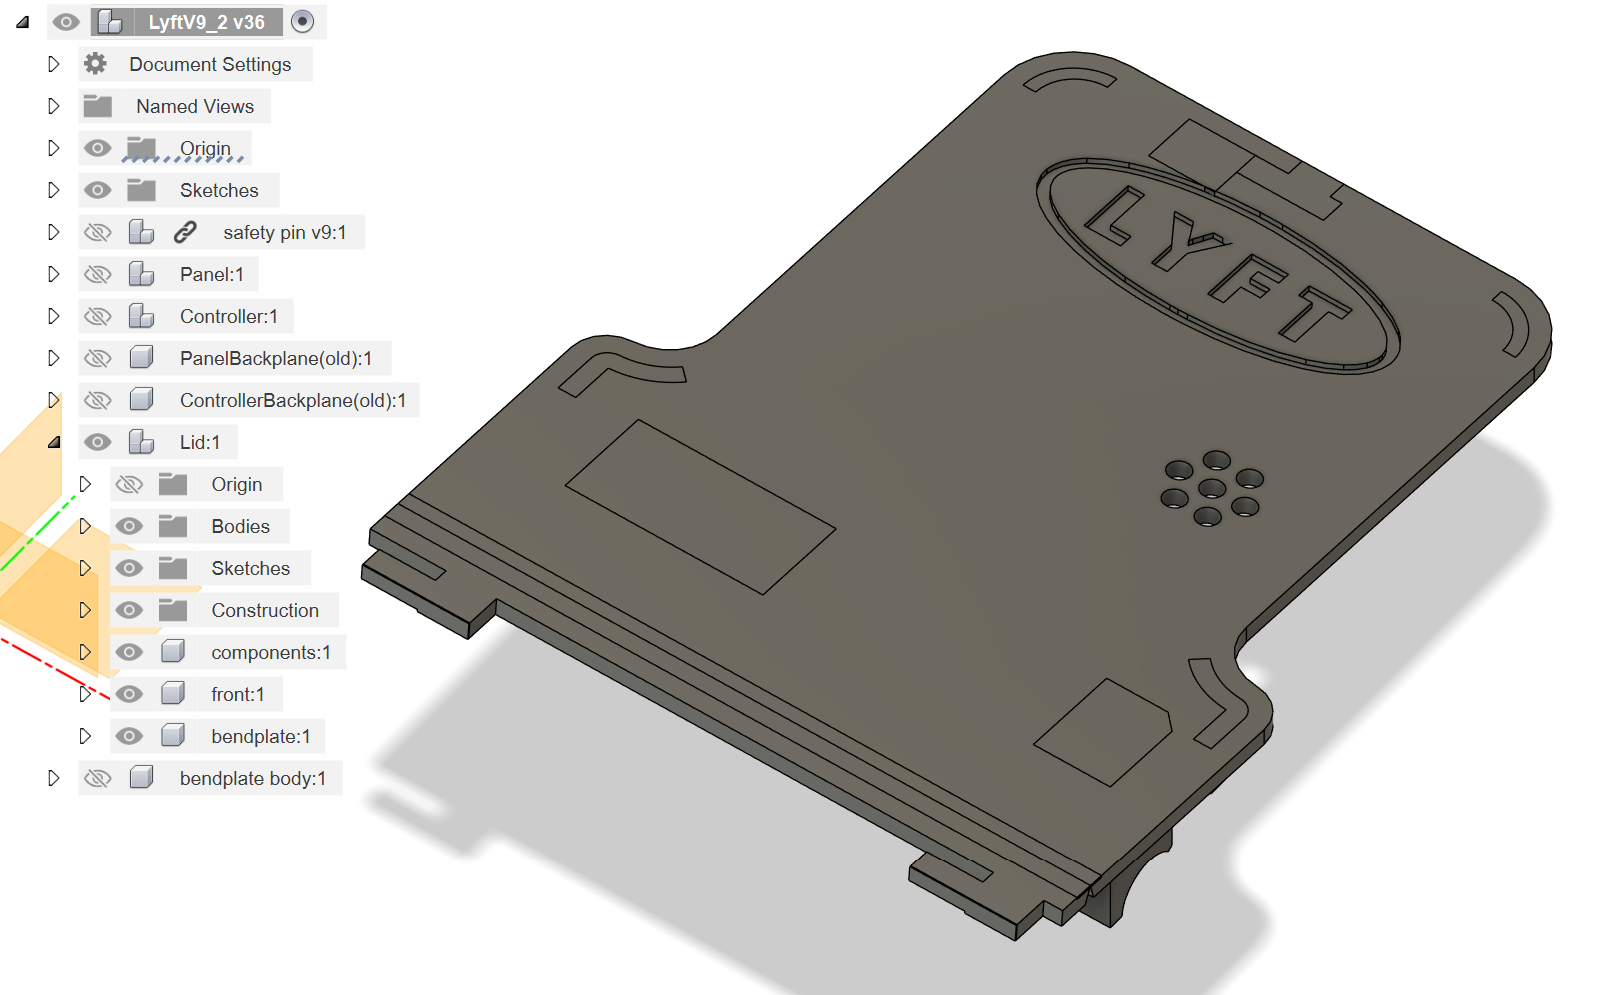 LyftV9_2 v36
Document Settings
Named Views
Origin
Sketches
safety pin v9:1
Panel:1
Controller:1
PanelBackplane(old):1
ControllerBackplane(old):1
Lid:1
Origin
Bodies
Sketches
Construction
components:1
front:1
bendplate:1
bendplate body:1
LYFT